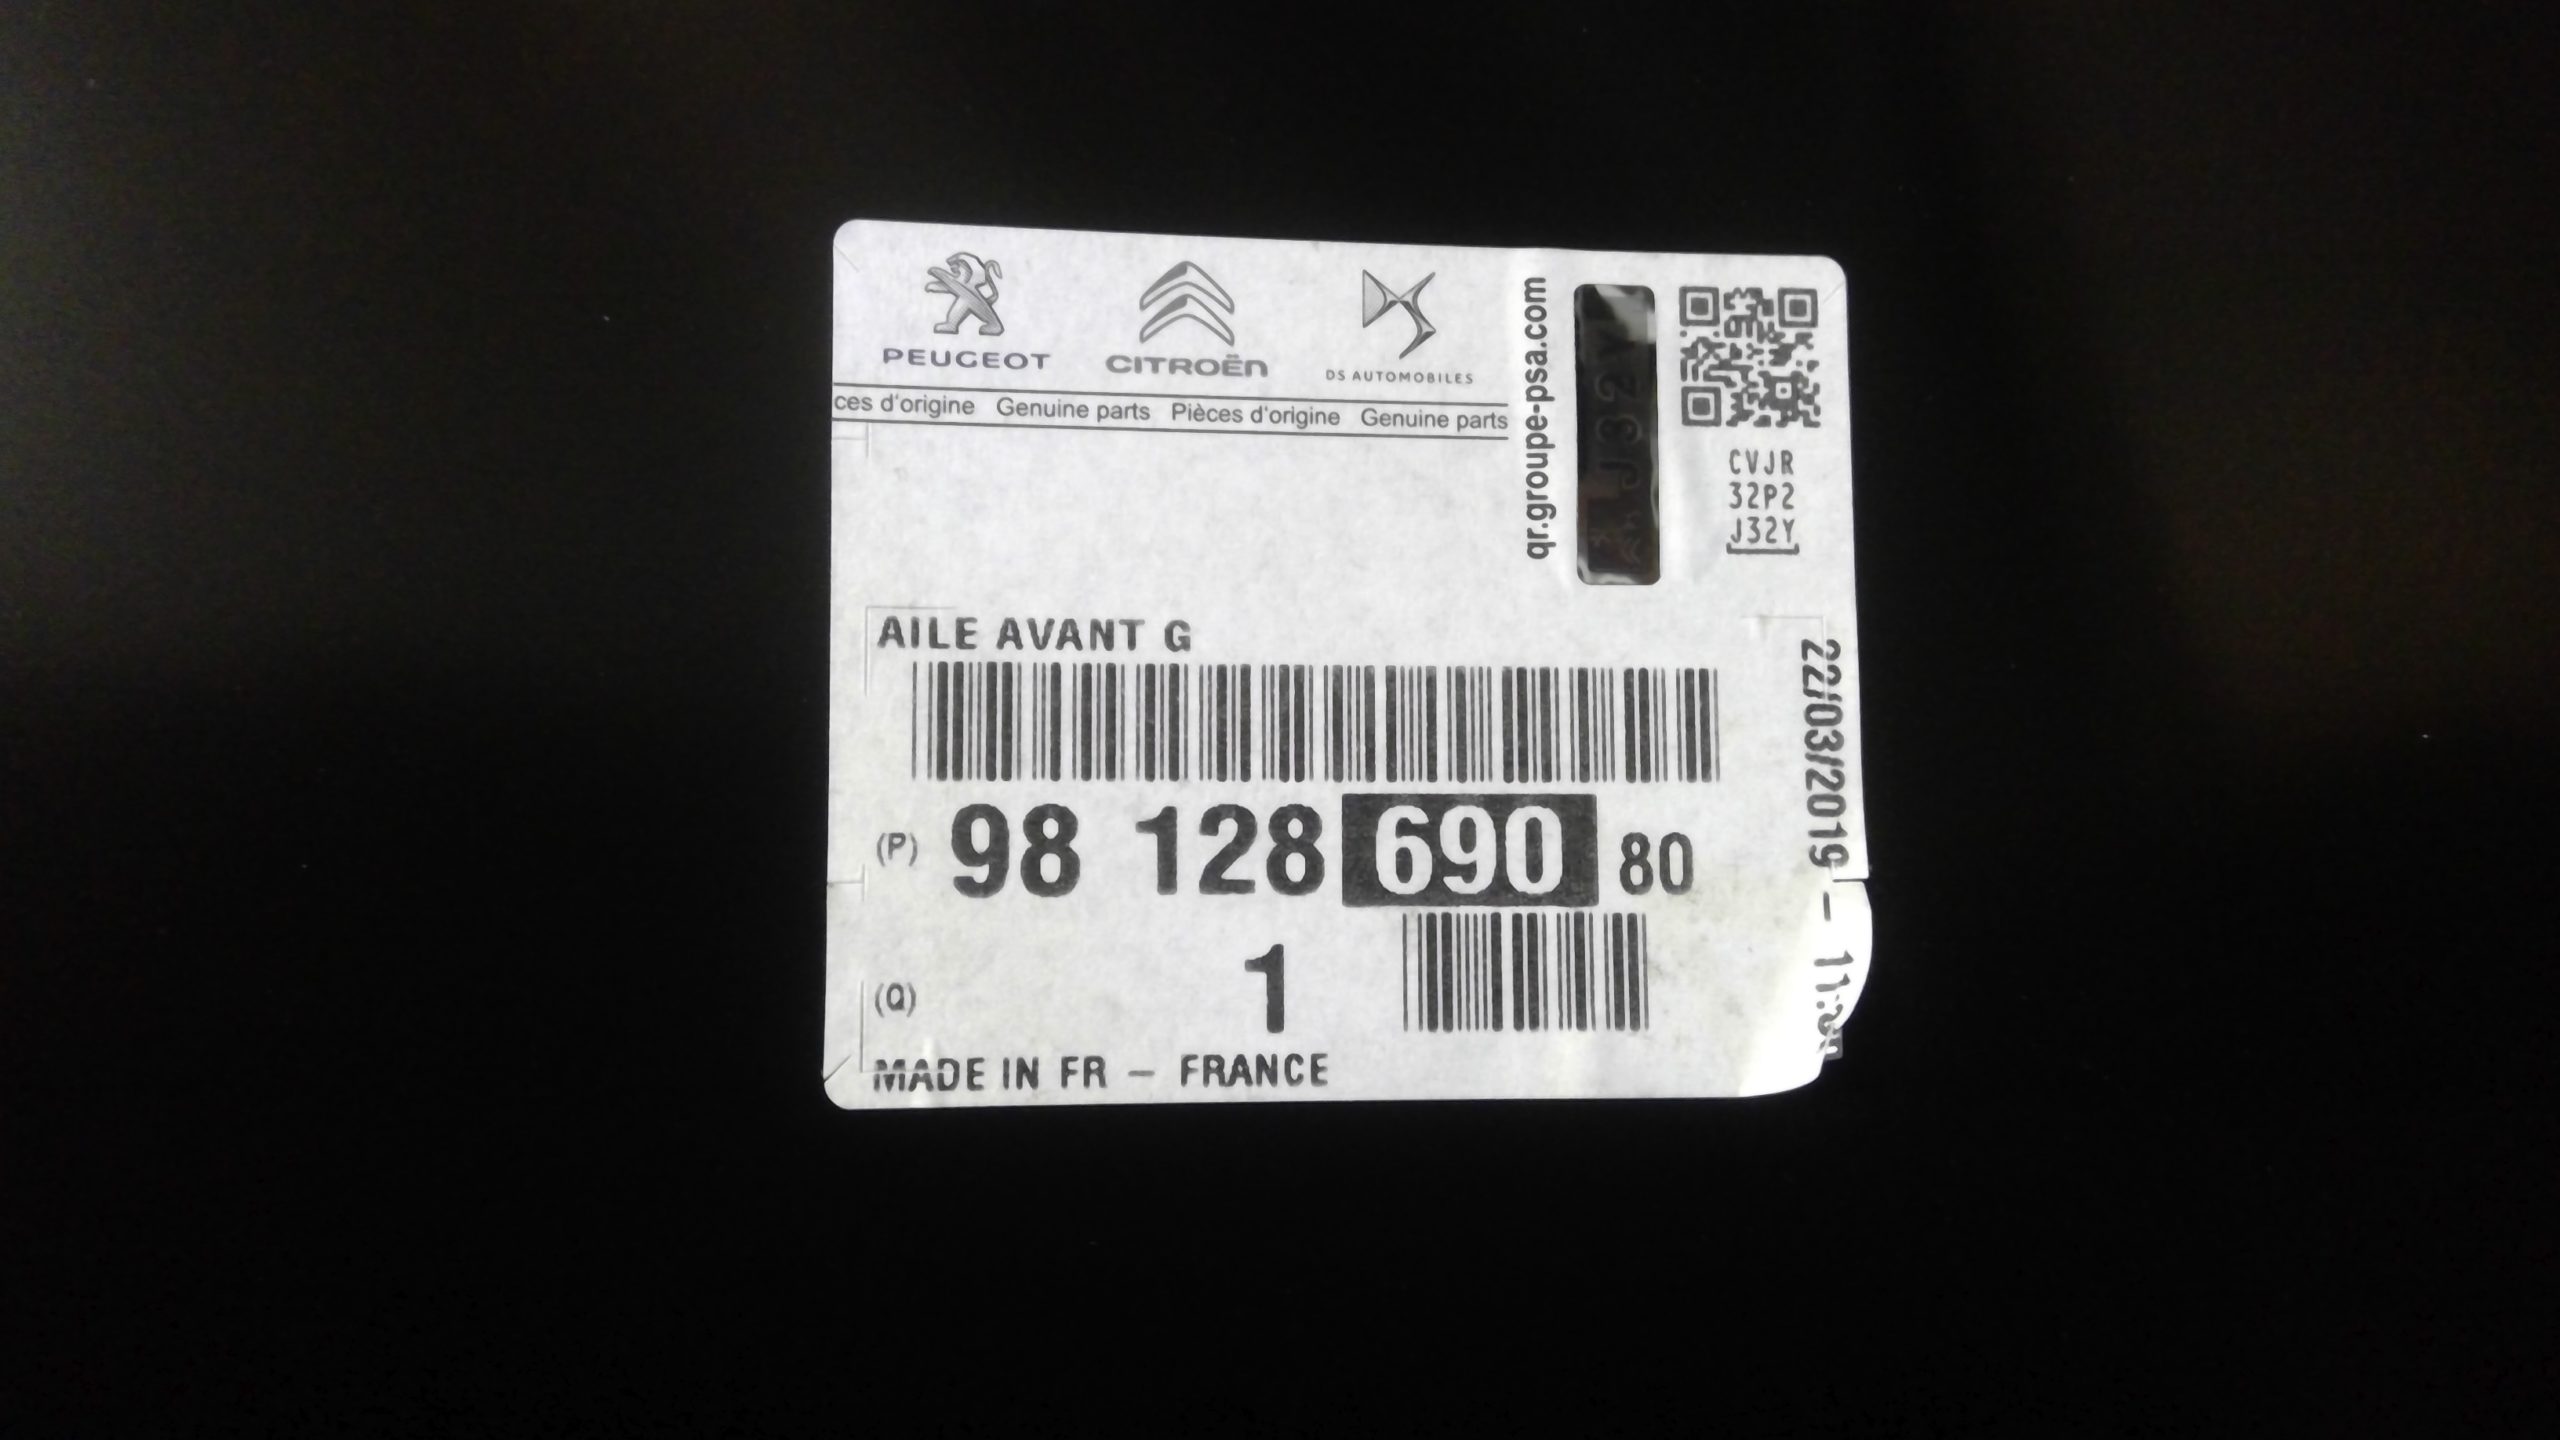 PEUGEOT
CITROËN
DS AUTOMOBILES
ces d'origine Genuine parts Pièces d'origine Genuine parts
qr.groupe-psa.com
J32Y
CVJR
32P2
J32Y
AILE AVANT G
(P) 98 128 690 80
(Q) 1
MADE IN FR - FRANCE
22/03/2019 -